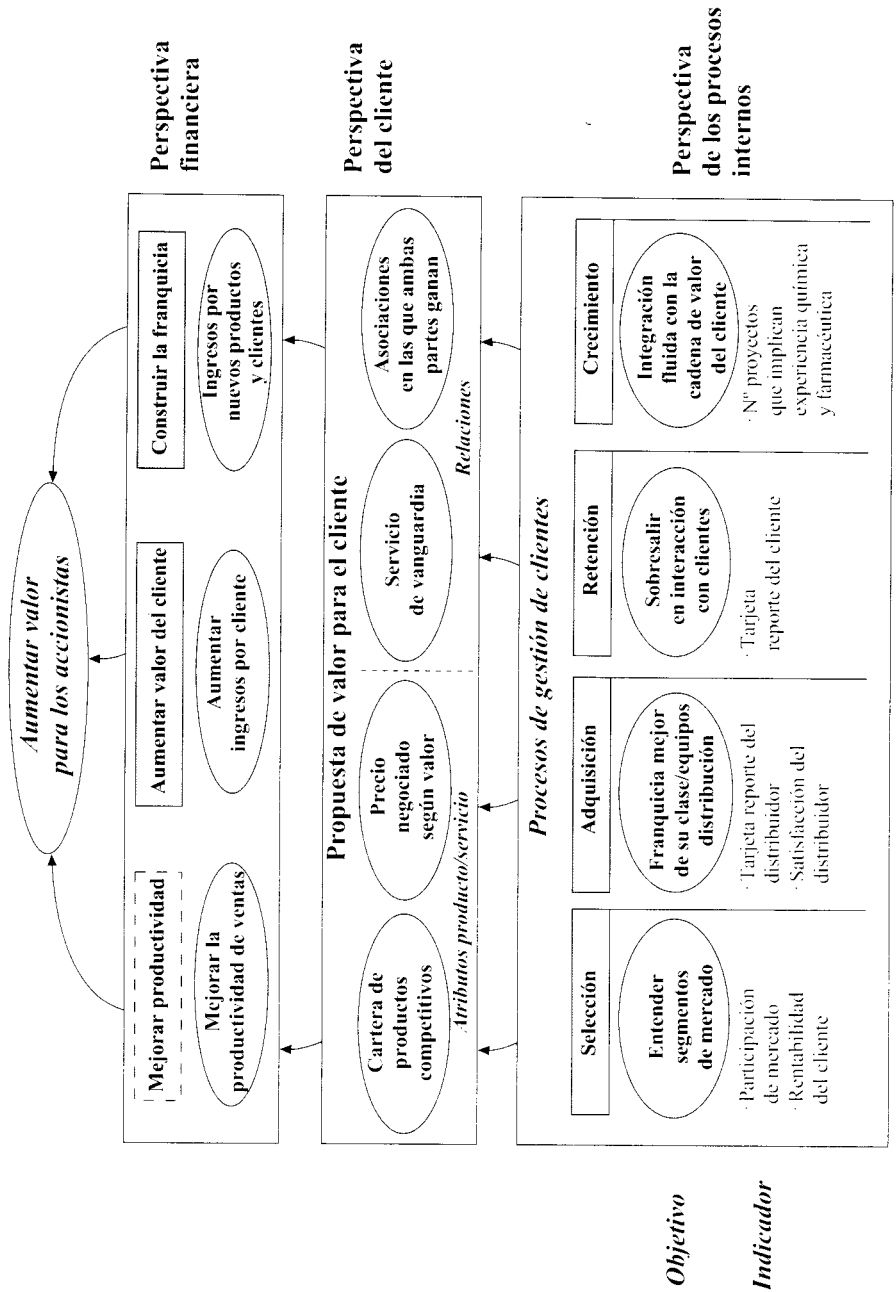 Aumentar valor
para los accionistas
Perspectiva
financiera
Mejorar productividad
Aumentar valor del cliente
Construir la franquicia
Mejorar la
productividad de ventas
Aumentar
ingresos por cliente
Ingresos por
nuevos productos
y clientes
Perspectiva
del cliente
Propuesta de valor para el cliente
Cartera de
productos
competitivos
Precio
negociado
según valor
Servicio
de vanguardia
Asociaciones
en las que ambas
partes ganan
Atributos producto/servicio
Relaciones
Perspectiva
de los procesos
internos
Procesos de gestión de clientes
Selección
Adquisición
Retención
Crecimiento
Objetivo
Entender
segmentos
de mercado
Franquicia mejor
de su clase/equipos
distribución
Sobresalir
en interacción
con clientes
Integración
fluida con la
cadena de valor
del cliente
Indicador
· Participación
de mercado
· Rentabilidad
del cliente
· Tarjeta reporte del
distribuidor
· Satisfacción del
distribuidor
· Tarjeta
reporte del cliente
· Nº proyectos
que implican
experiencia química
y farmacéutica